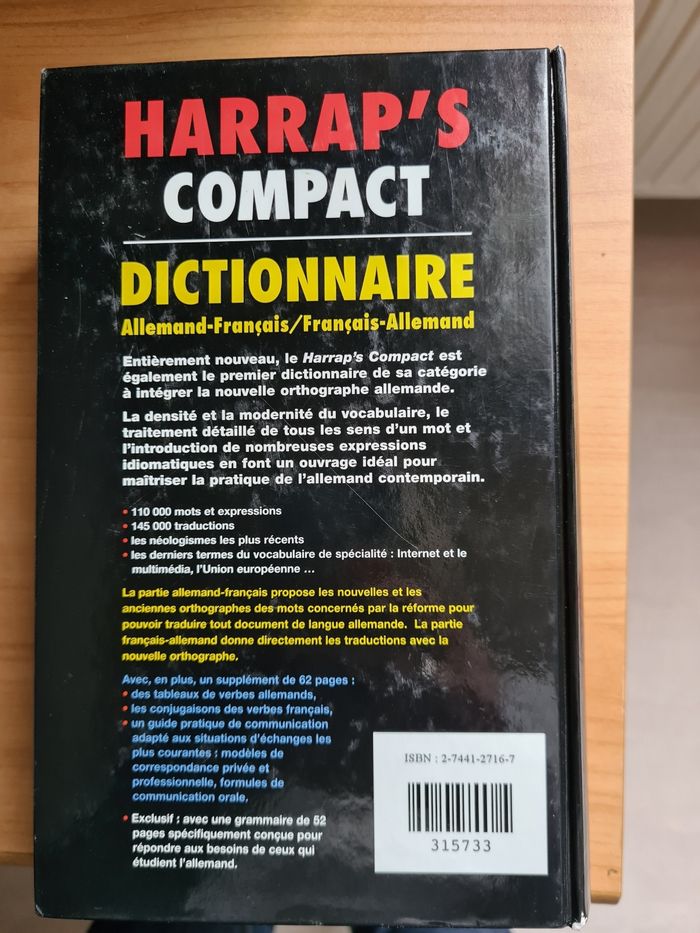 HARRAP'S
COMPACT
DICTIONNAIRE
Allemand-Français/Français-Allemand
Entièrement nouveau, le Harrap's Compact est
également le premier dictionnaire de sa catégorie
à intégrer la nouvelle orthographe allemande.
La densité et la modernité du vocabulaire, le
traitement détaillé de tous les sens d'un mot et
l'introduction de nombreuses expressions
idiomatiques en font un ouvrage idéal pour
maîtriser la pratique de l'allemand contemporain.
• 110 000 mots et expressions
• 145 000 traductions
• les néologismes les plus récents
• les derniers termes du vocabulaire de spécialité : Internet et le
multimédia, l'Union européenne ...
La partie allemand-français propose les nouvelles et les
anciennes orthographes des mots concernés par la réforme pour
pouvoir traduire tout document de langue allemande. La partie
français-allemand donne directement les traductions avec la
nouvelle orthographe.
Avec, en plus, un supplément de 62 pages :
• des tableaux de verbes allemands,
• les conjugaisons des verbes français,
• un guide pratique de communication
adapté aux situations d'échanges les
plus courantes : modèles de
correspondance privée et
professionnelle, formules de
communication orale.
• Exclusif : avec une grammaire de 52
pages spécifiquement conçue pour
répondre aux besoins de ceux qui
étudient l'allemand.
ISBN : 2-7441-2716-7
315733